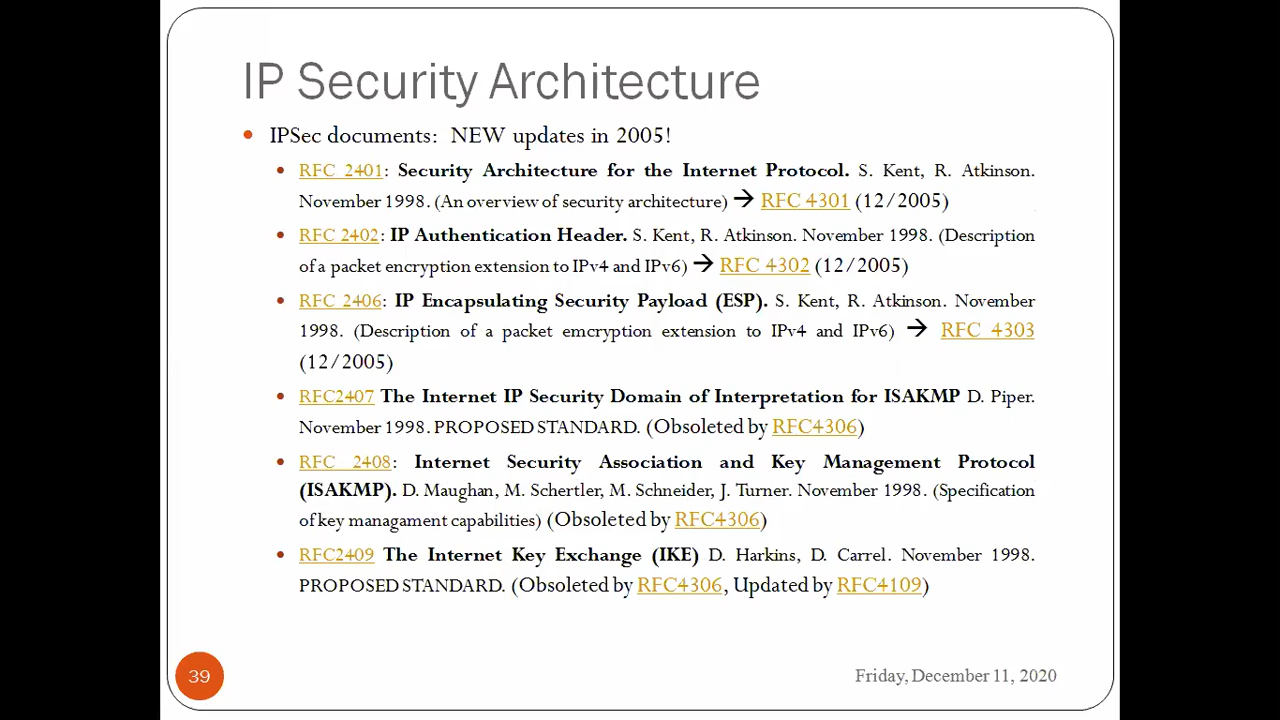 IP Security Architecture
• IPSec documents: NEW updates in 2005!
• RFC 2401: Security Architecture for the Internet Protocol. S. Kent, R. Atkinson.
November 1998. (An overview of security architecture) → RFC 4301 (12/2005)
• RFC 2402: IP Authentication Header. S. Kent, R. Atkinson. November 1998. (Description
of a packet encryption extension to IPv4 and IPv6) → RFC 4302 (12/2005)
• RFC 2406: IP Encapsulating Security Payload (ESP). S. Kent, R. Atkinson. November
1998. (Description of a packet emcryption extension to IPv4 and IPv6) → RFC 4303
(12/2005)
• RFC2407 The Internet IP Security Domain of Interpretation for ISAKMP D. Piper.
November 1998. PROPOSED STANDARD. (Obsoleted by RFC4306)
• RFC 2408: Internet Security Association and Key Management Protocol
(ISAKMP). D. Maughan, M. Schertler, M. Schneider, J. Turner. November 1998. (Specification
of key managament capabilities) (Obsoleted by RFC4306)
• RFC2409 The Internet Key Exchange (IKE) D. Harkins, D. Carrel. November 1998.
PROPOSED STANDARD. (Obsoleted by RFC4306, Updated by RFC4109)
39
Friday, December 11, 2020